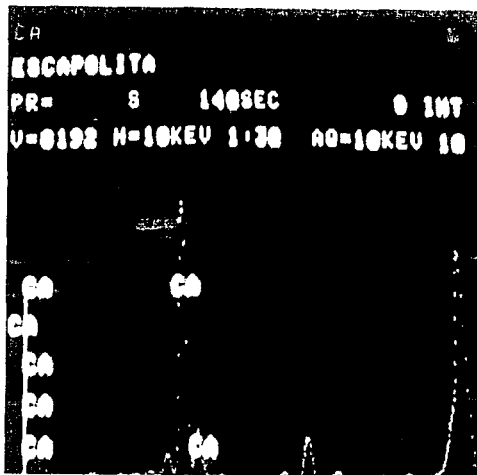 CA
ESCAPOLITA
PR= S 140SEC 0 INT
V=8192 H=10KEV 1:30 AQ=10KEV 10
CA CA
CA
CA
CA
CA CA